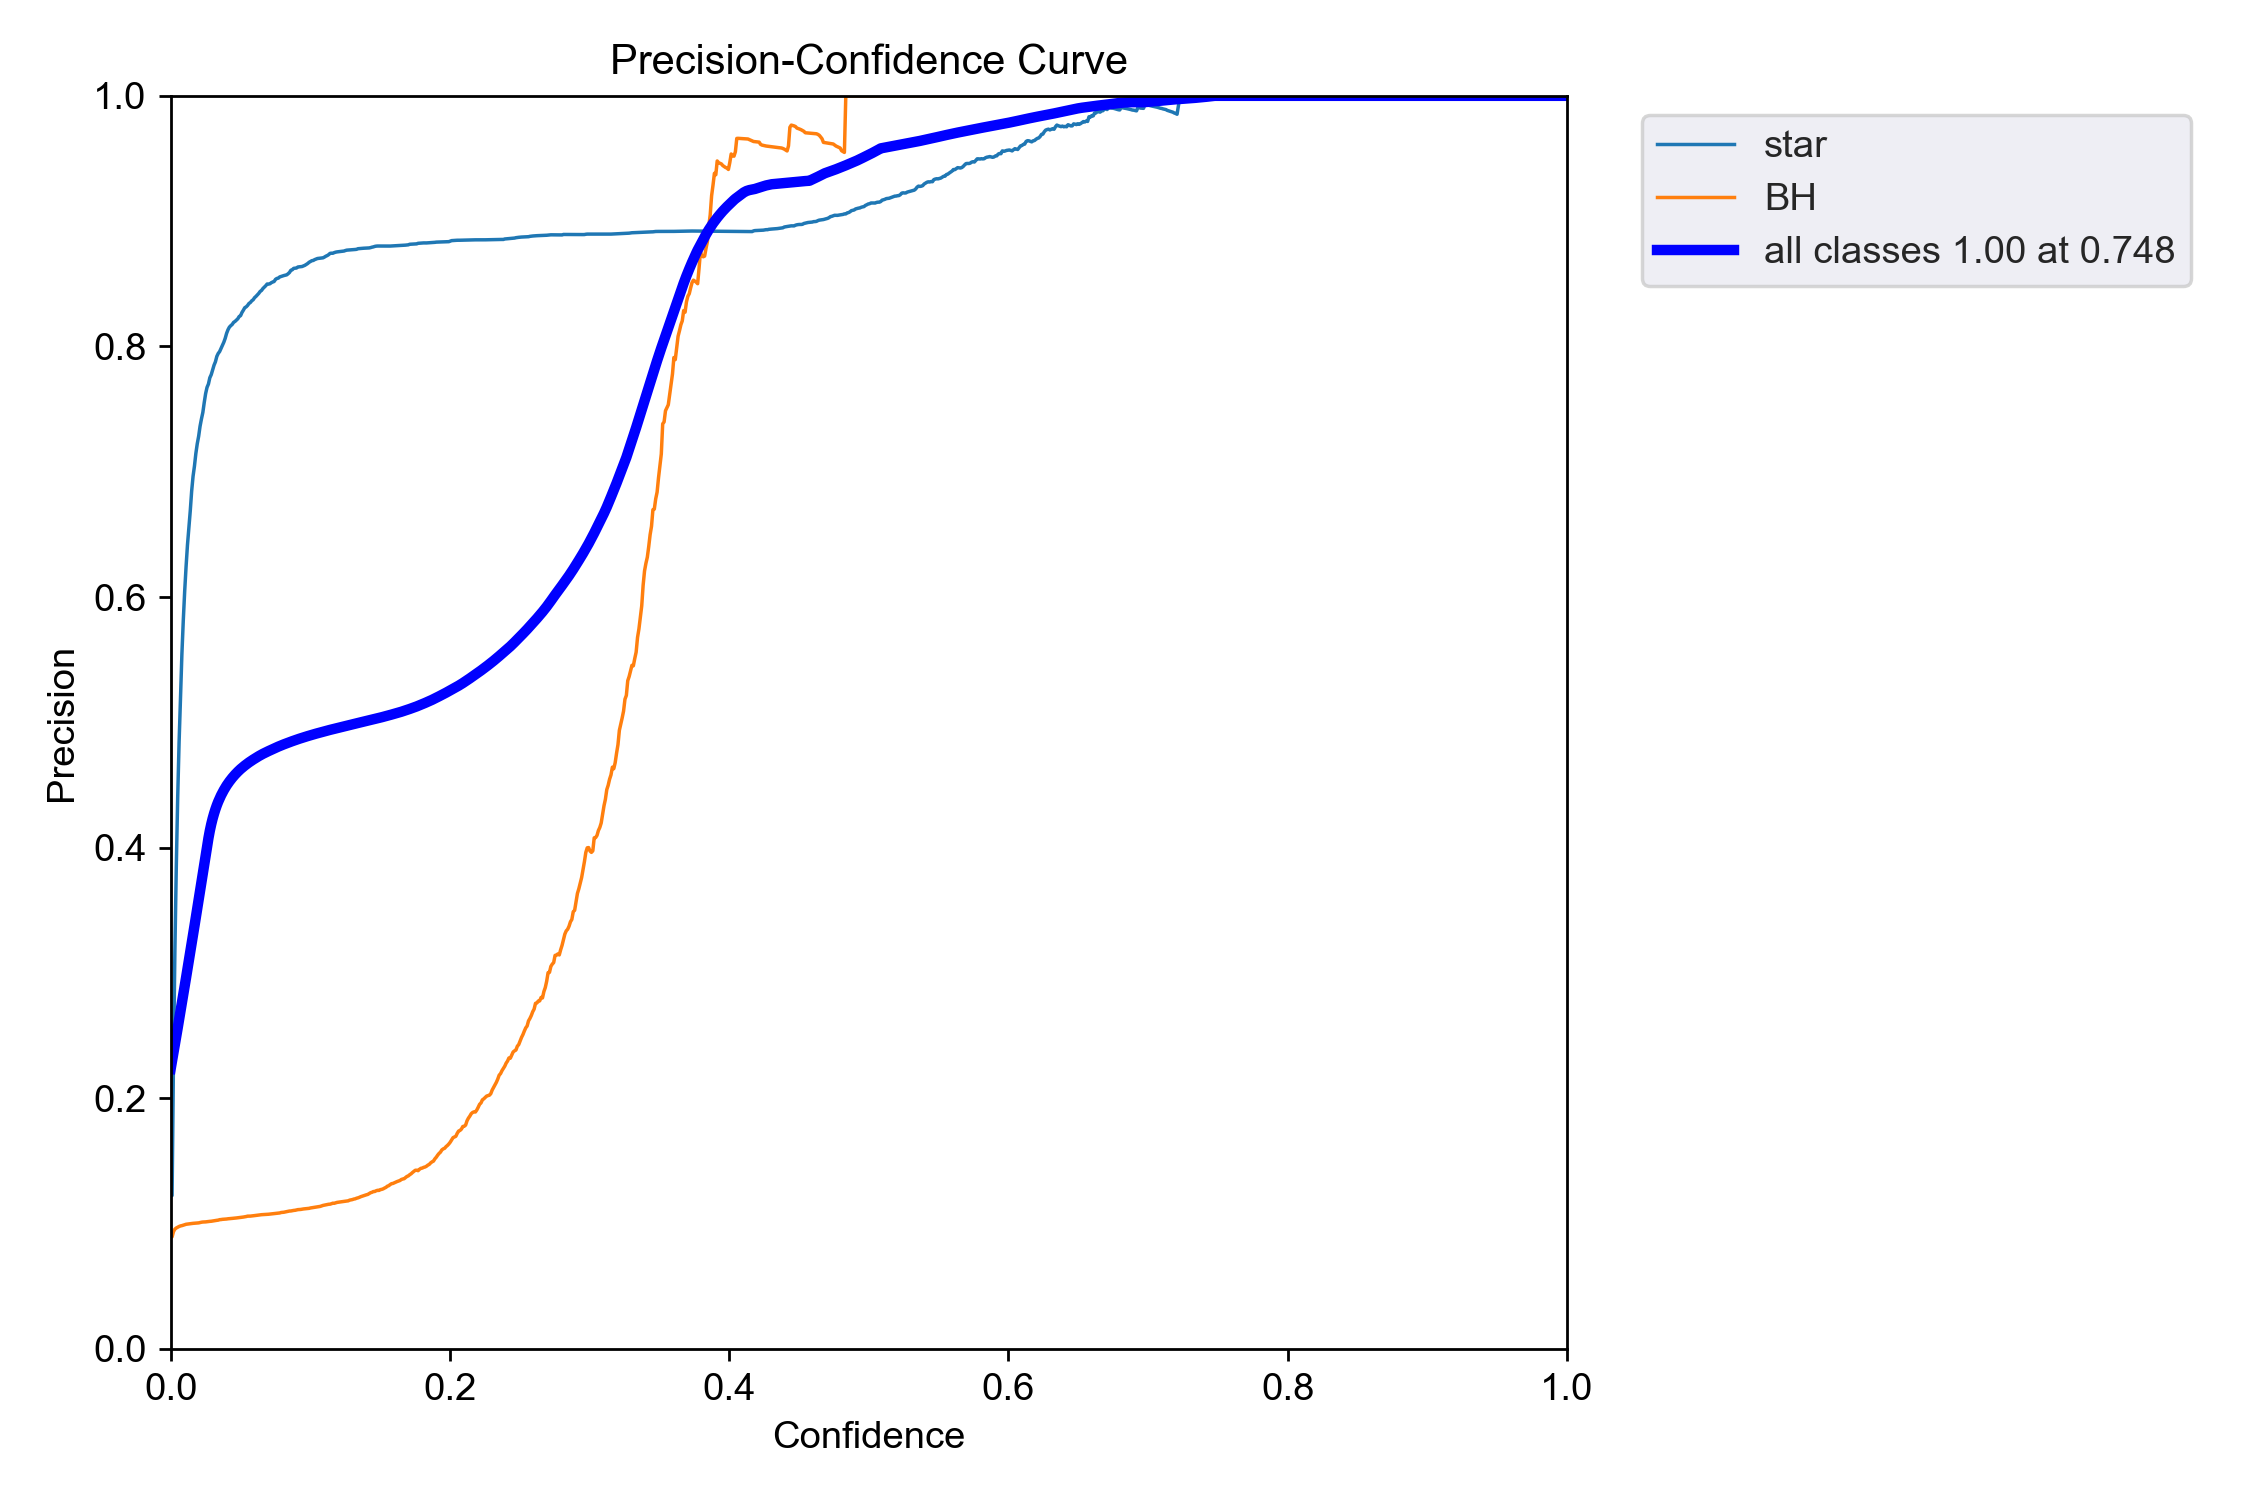 Precision-Confidence Curve
1.0
0.8
0.6
0.4
0.2
0.0
Precision
0.0 0.2 0.4 0.6 0.8 1.0
Confidence
star
BH
all classes 1.00 at 0.748